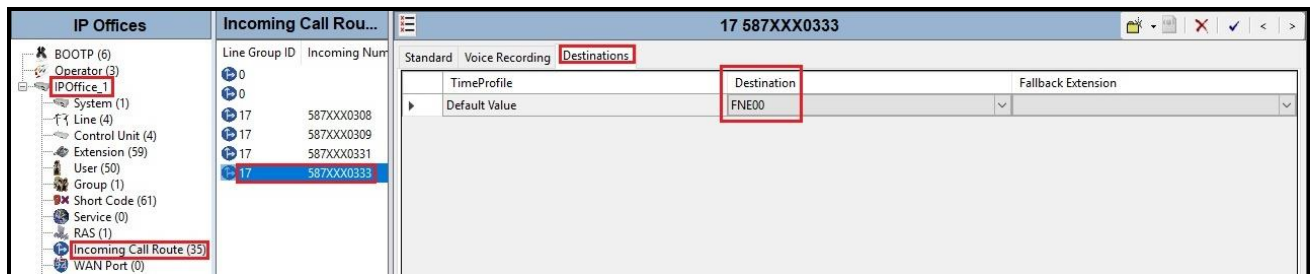 IP Offices
BOOTP (6)
Operator (3)
IPOffice_1
System (1)
Line (4)
Control Unit (4)
Extension (59)
User (50)
Group (1)
Short Code (61)
Service (0)
RAS (1)
Incoming Call Route (35)
WAN Port (0)
Incoming Call Rou...
Line Group ID Incoming Num
0
0
17 587XXX0308
17 587XXX0309
17 587XXX0331
17 587XXX0333
17 587XXX0333
Standard Voice Recording Destinations
TimeProfile Destination Fallback Extension
Default Value FNE00